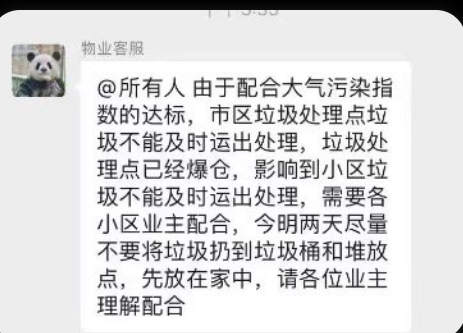 物业客服
@所有人 由于配合大气污染指
数的达标，市区垃圾处理点垃
圾不能及时运出处理，垃圾处
理点已经爆仓，影响到小区垃
圾不能及时运出处理，需要各
小区业主配合，今明两天尽量
不要将垃圾扔到垃圾桶和堆放
点，先放在家中，请各位业主
理解配合